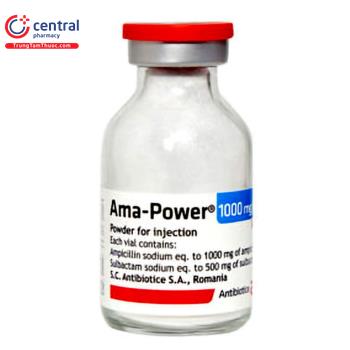 central
pharmacy
TrungTamThuoc.com
Ama-Power® 1000 mg
Powder for injection
Each vial contains:
Ampicillin sodium eq. to 1000 mg of
Sulbactam sodium eq. to 500 mg of
S.C. Antibiotice S.A., Romania
Antibiotice